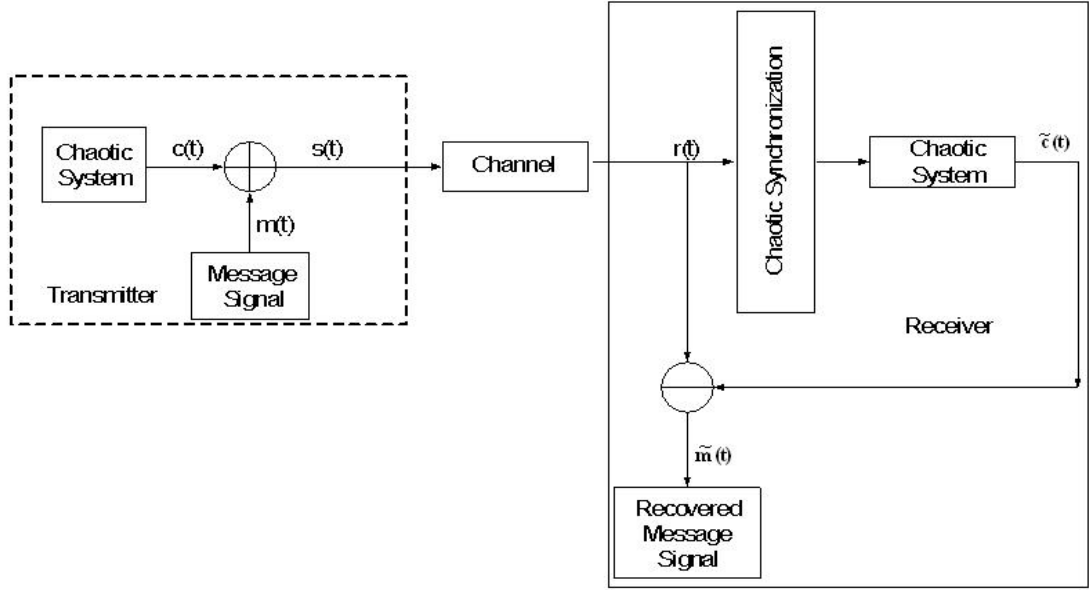 Chaotic
System
c(t)
s(t)
m(t)
Message
Signal
Transmitter
Channel
r(t)
Chaotic Synchronization
Chaotic
System
c̃(t)
Receiver
m̃(t)
Recovered
Message
Signal